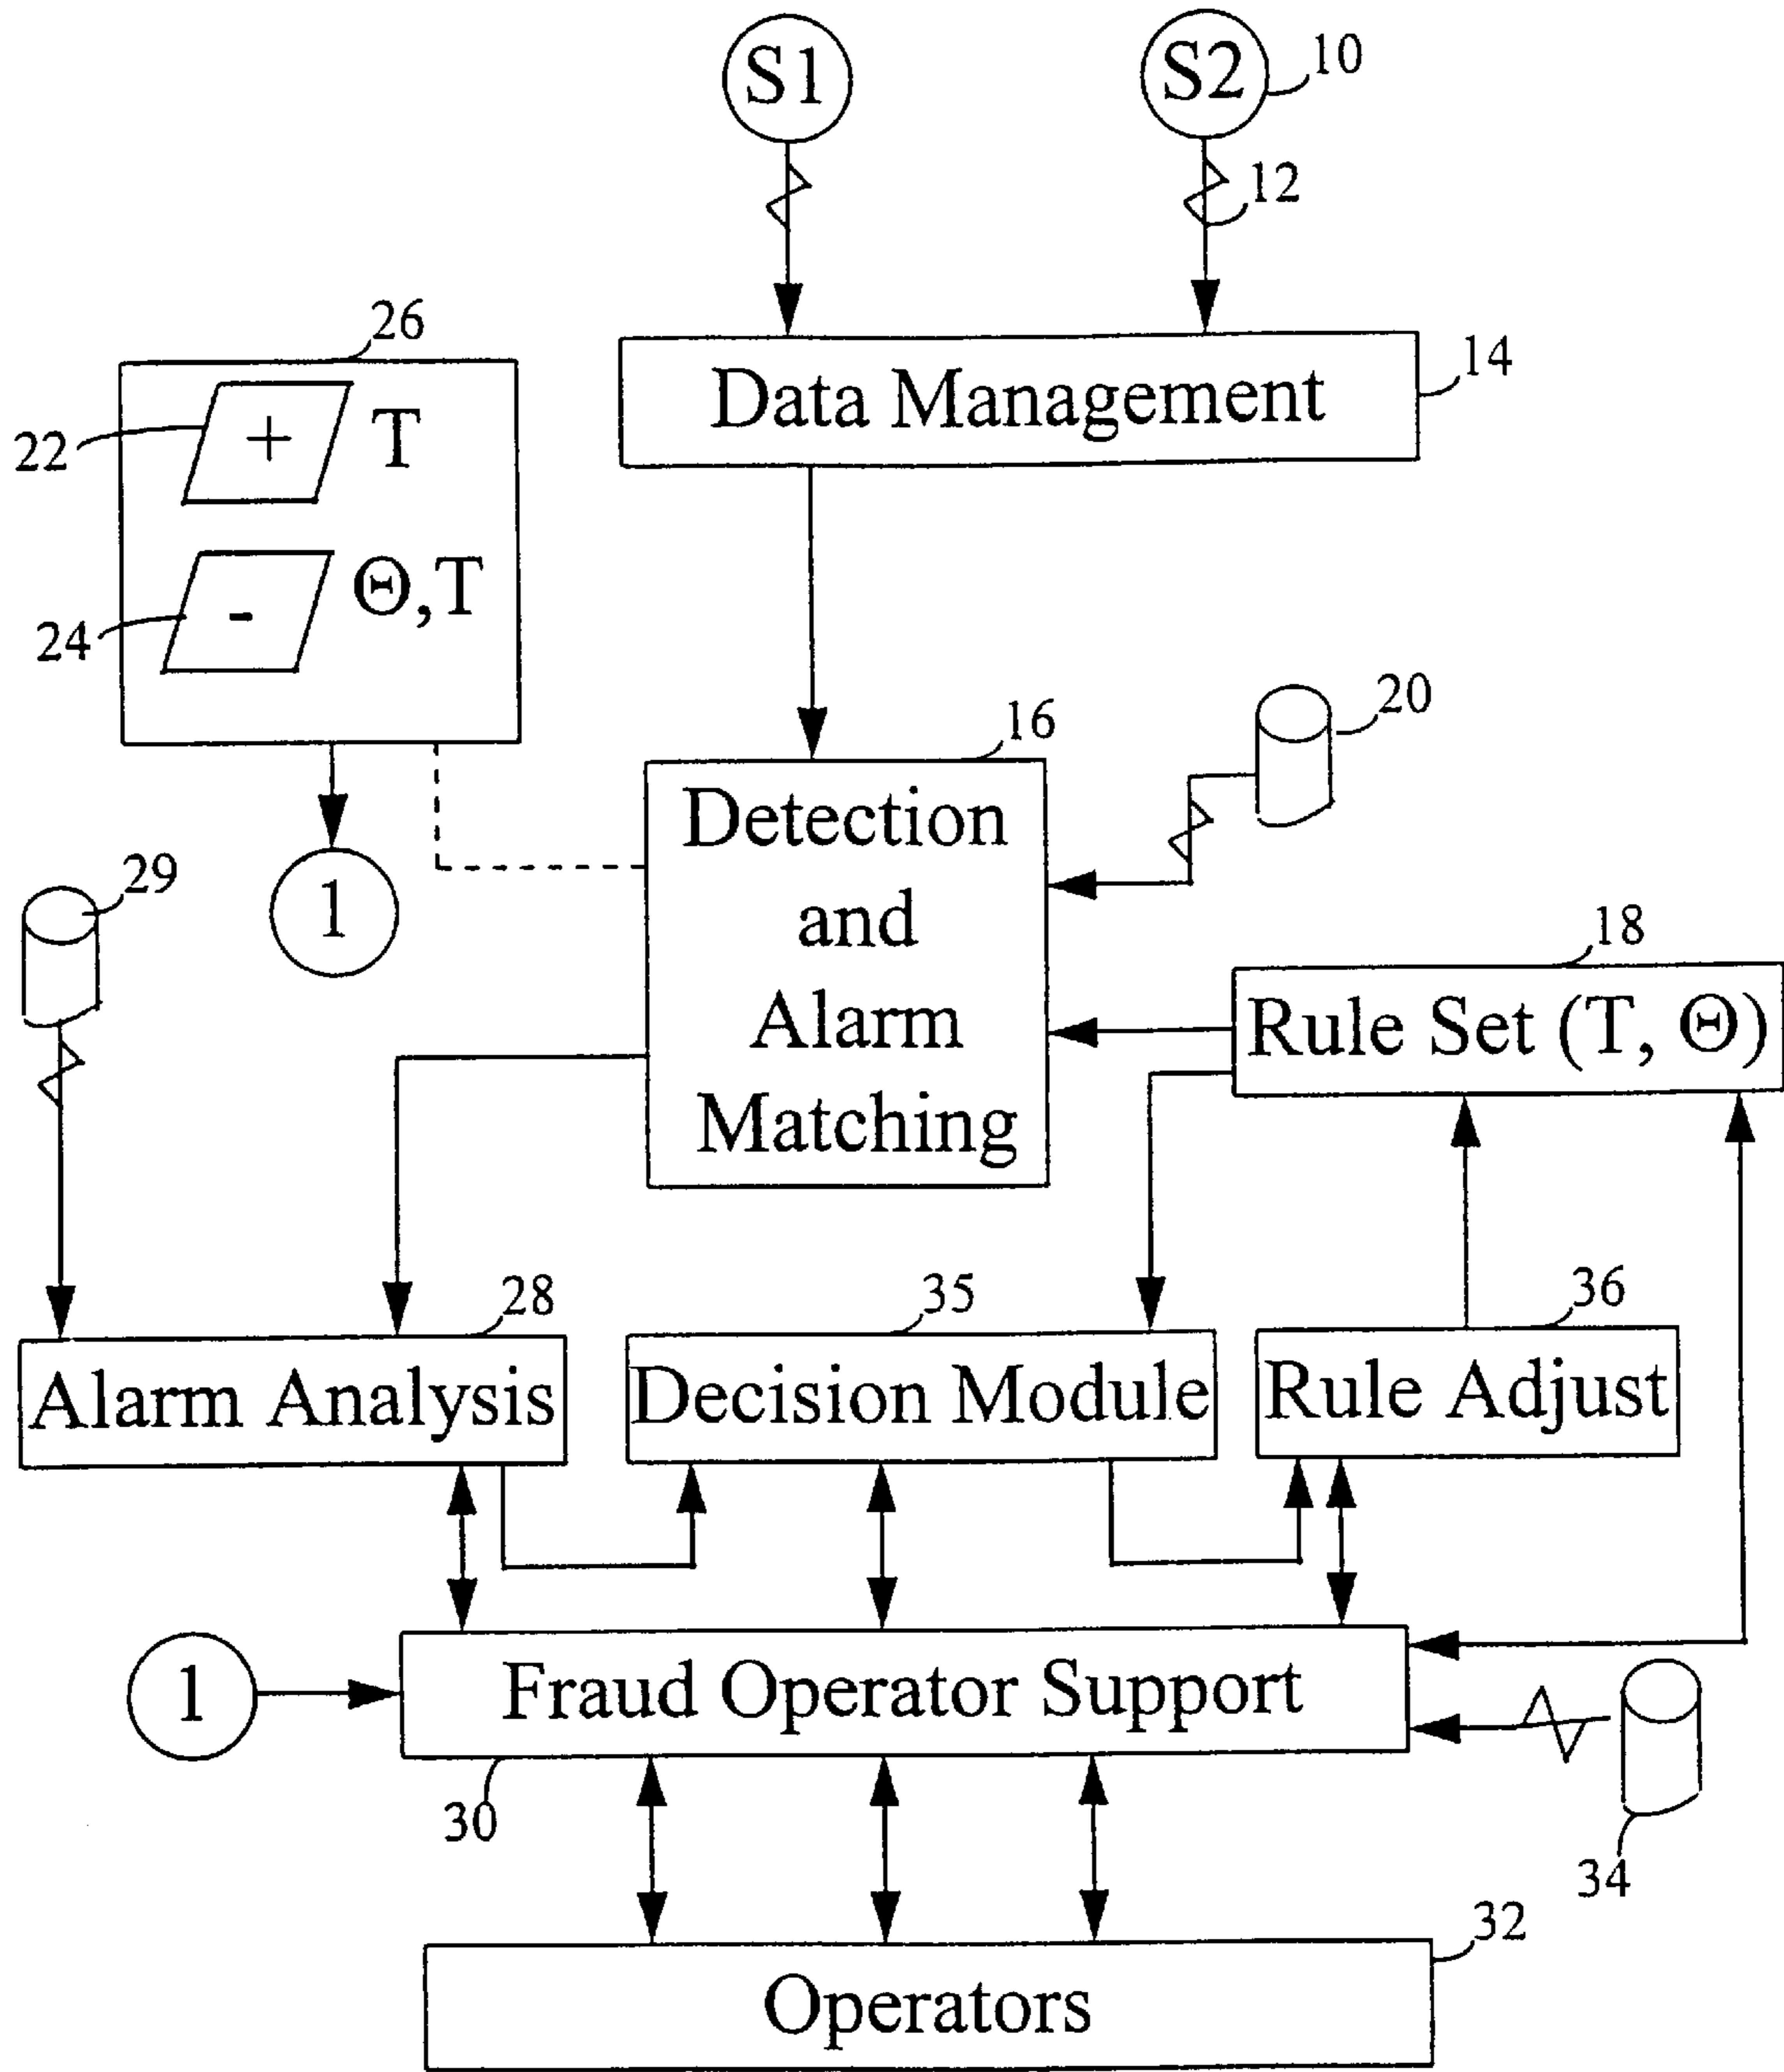 S1
S2
10
12
26
14
Data Management
22
+
T
24
-
Θ,T
20
16
Detection
and
Alarm
Matching
29
1
18
Rule Set (T, Θ)
28
35
36
Alarm Analysis
Decision Module
Rule Adjust
1
Fraud Operator Support
30
34
32
Operators